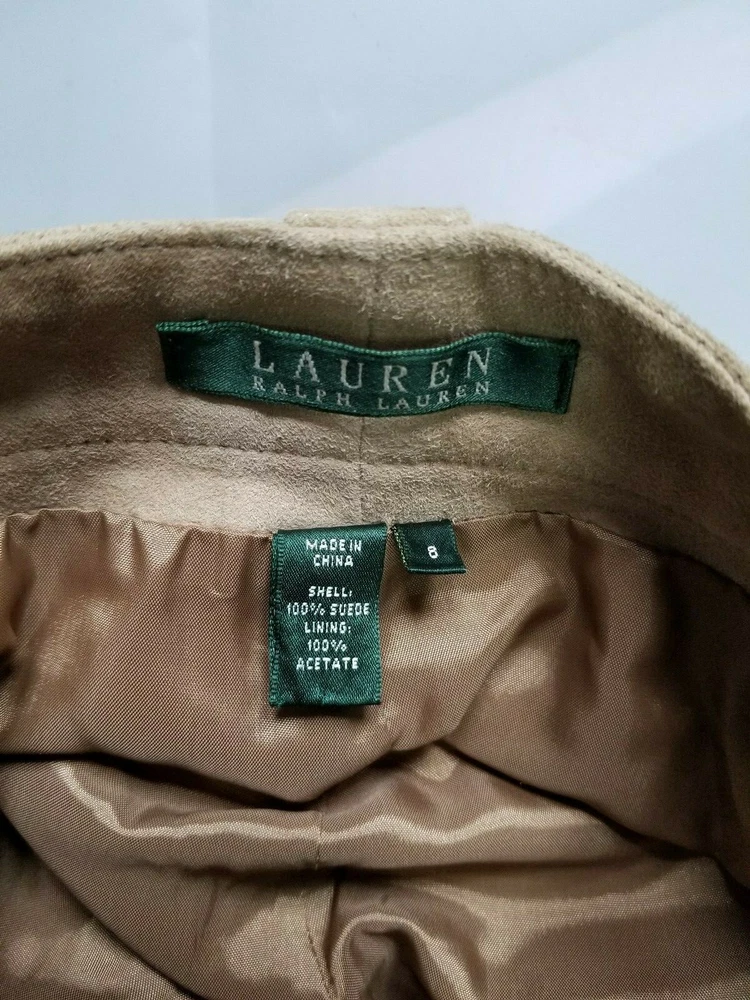 LAUREN
RALPH LAUREN
MADE IN
CHINA
SHELL:
100% SUEDE
LINING:
100%
ACETATE
8